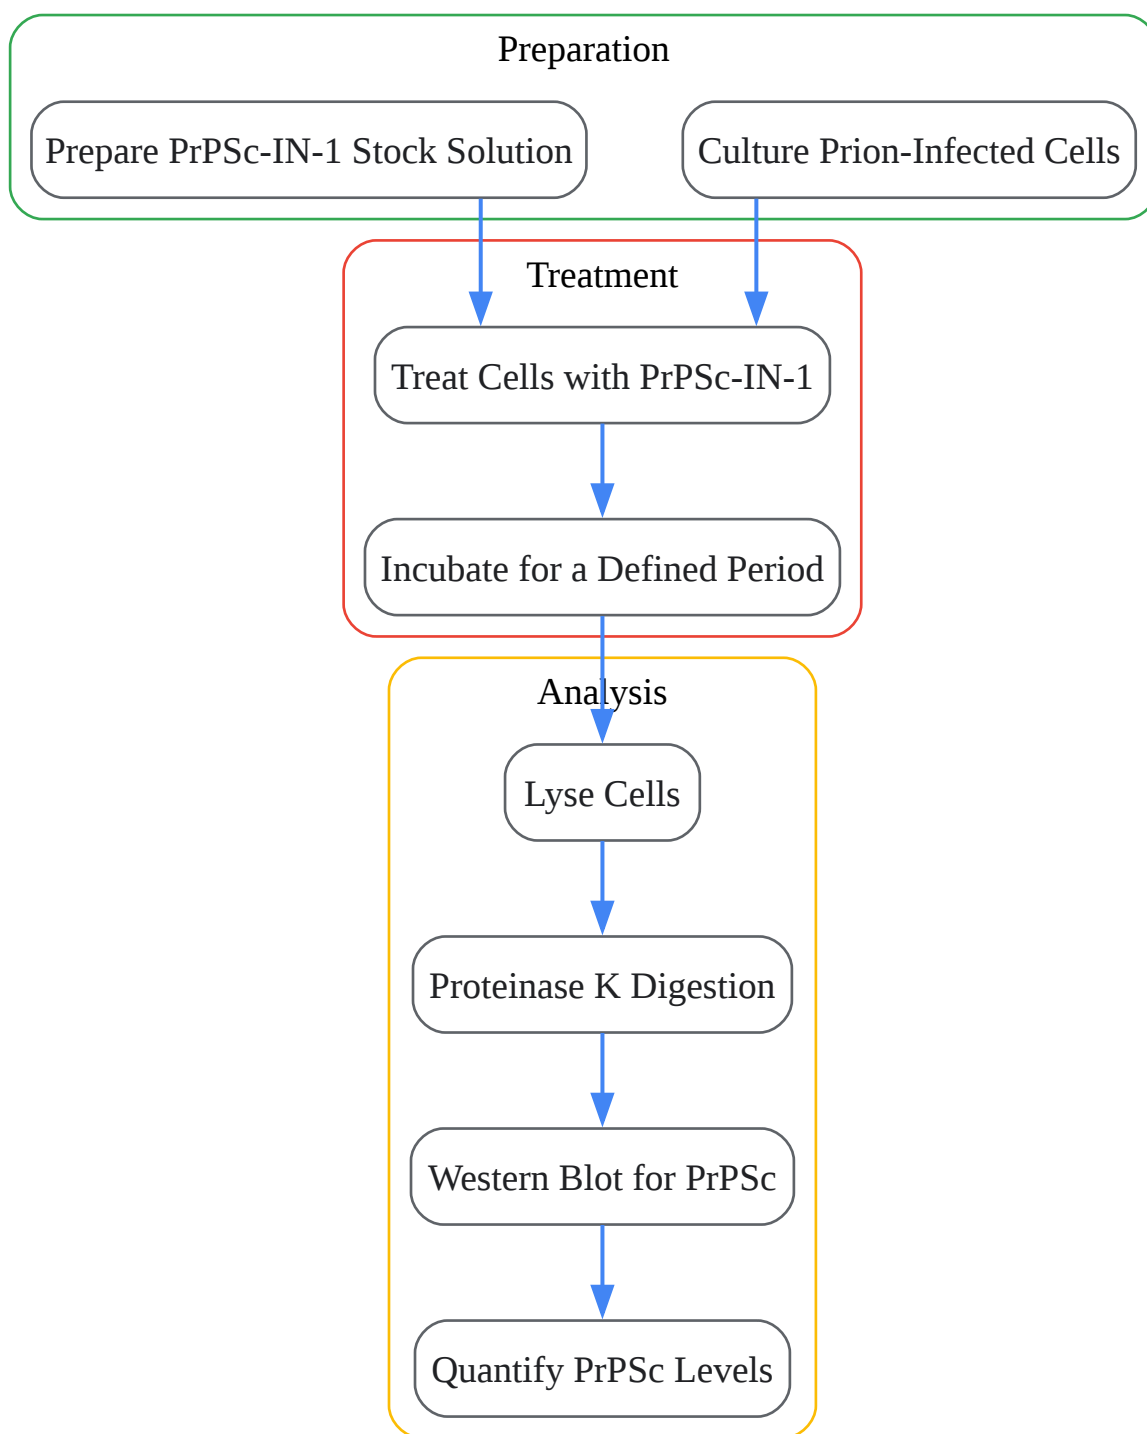 Preparation
Prepare PrPSc-IN-1 Stock Solution
Culture Prion-Infected Cells
Treatment
Treat Cells with PrPSc-IN-1
Incubate for a Defined Period
Analysis
Lyse Cells
Proteinase K Digestion
Western Blot for PrPSc
Quantify PrPSc Levels